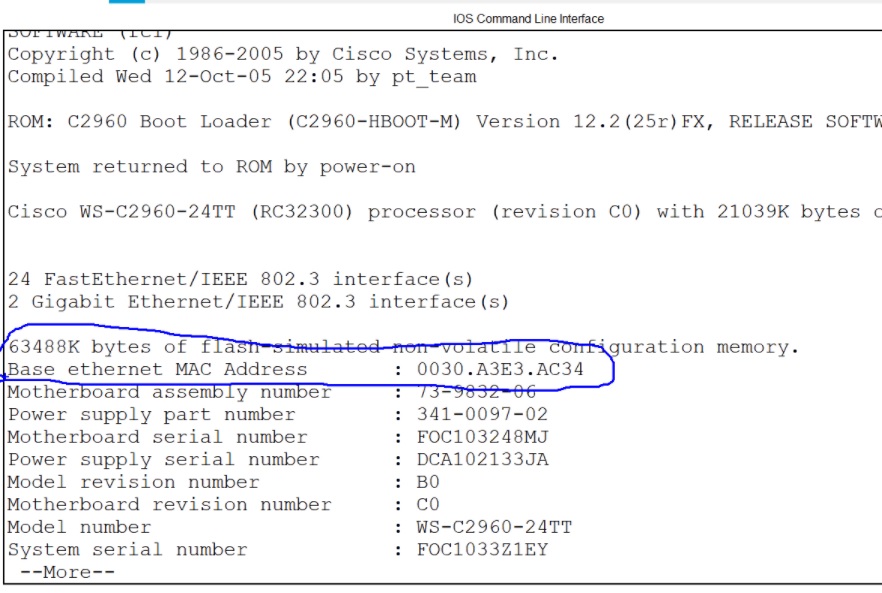 IOS Command Line Interface
SOFTWARE (fc1)
Copyright (c) 1986-2005 by Cisco Systems, Inc.
Compiled Wed 12-Oct-05 22:05 by pt_team
ROM: C2960 Boot Loader (C2960-HBOOT-M) Version 12.2(25r)FX, RELEASE SOFTW
System returned to ROM by power-on
Cisco WS-C2960-24TT (RC32300) processor (revision C0) with 21039K bytes
24 FastEthernet/IEEE 802.3 interface(s)
2 Gigabit Ethernet/IEEE 802.3 interface(s)
63488K bytes of flash-simulated non-volatile configuration memory.
Base ethernet MAC Address : 0030.A3E3.AC34
Motherboard assembly number : 73-9832-06
Power supply part number : 341-0097-02
Motherboard serial number : FOC103248MJ
Power supply serial number : DCA102133JA
Model revision number : B0
Motherboard revision number : C0
Model number : WS-C2960-24TT
System serial number : FOC1033Z1EY
--More--